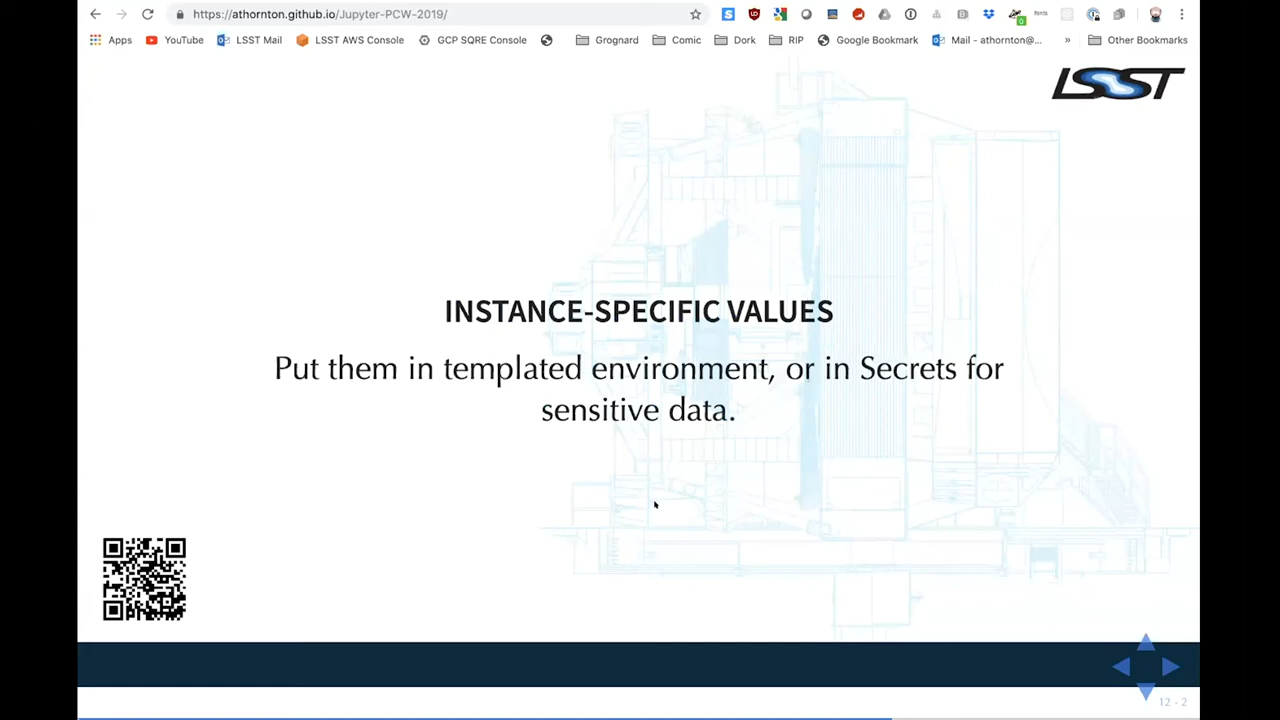 https://athornton.github.io/Jupyter-PCW-2019/
Apps YouTube LSST Mail LSST AWS Console GCP SQRE Console Grognard Comic Dork RIP Google Bookmark Mail - athornton@... » Other Bookmarks
LSST
INSTANCE-SPECIFIC VALUES
Put them in templated environment, or in Secrets for
sensitive data.
12 - 2